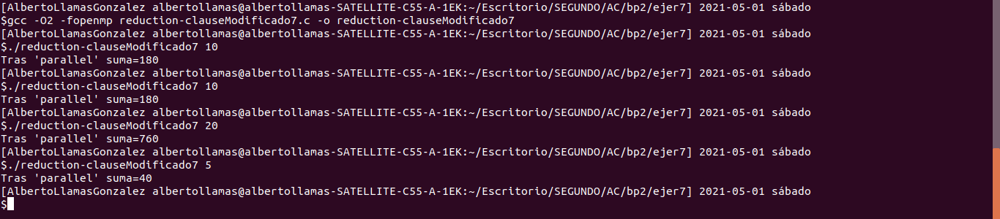 [AlbertoLlamasGonzalez albertollamas@albertollamas-SATELLITE-C55-A-1EK:~/Escritorio/SEGUNDO/AC/bp2/ejer7] 2021-05-01 sábado
$gcc -O2 -fopenmp reduction-clauseModificado7.c -o reduction-clauseModificado7
[AlbertoLlamasGonzalez albertollamas@albertollamas-SATELLITE-C55-A-1EK:~/Escritorio/SEGUNDO/AC/bp2/ejer7] 2021-05-01 sábado
$./reduction-clauseModificado7 10
Tras 'parallel' suma=180
[AlbertoLlamasGonzalez albertollamas@albertollamas-SATELLITE-C55-A-1EK:~/Escritorio/SEGUNDO/AC/bp2/ejer7] 2021-05-01 sábado
$./reduction-clauseModificado7 10
Tras 'parallel' suma=180
[AlbertoLlamasGonzalez albertollamas@albertollamas-SATELLITE-C55-A-1EK:~/Escritorio/SEGUNDO/AC/bp2/ejer7] 2021-05-01 sábado
$./reduction-clauseModificado7 20
Tras 'parallel' suma=760
[AlbertoLlamasGonzalez albertollamas@albertollamas-SATELLITE-C55-A-1EK:~/Escritorio/SEGUNDO/AC/bp2/ejer7] 2021-05-01 sábado
$./reduction-clauseModificado7 5
Tras 'parallel' suma=40
[AlbertoLlamasGonzalez albertollamas@albertollamas-SATELLITE-C55-A-1EK:~/Escritorio/SEGUNDO/AC/bp2/ejer7] 2021-05-01 sábado
$